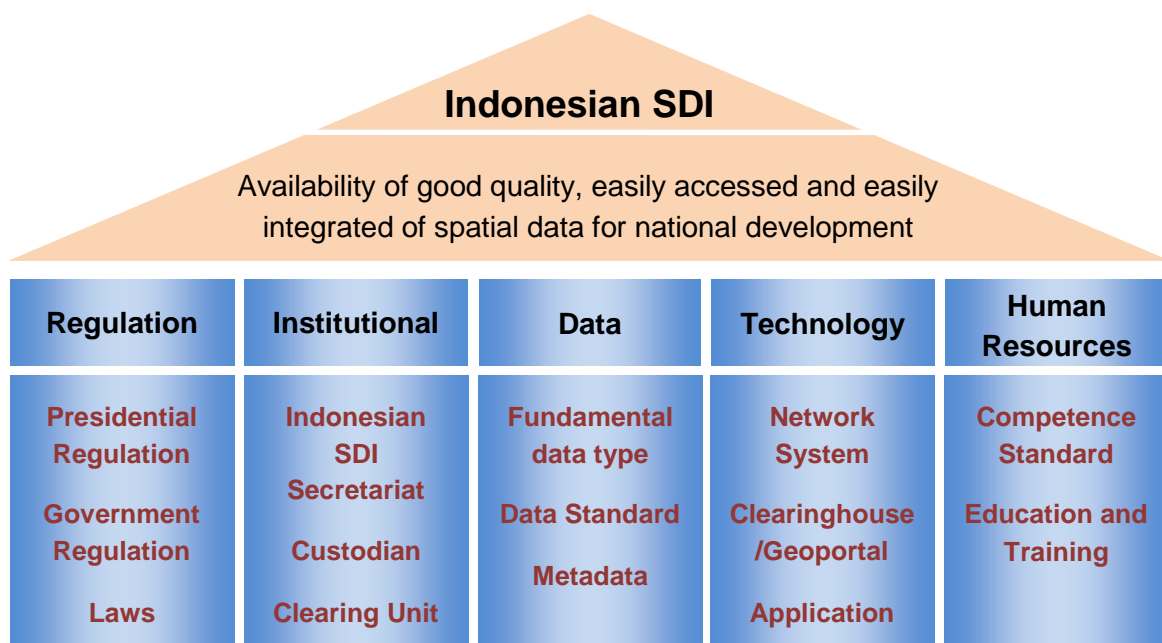 Indonesian SDI
Availability of good quality, easily accessed and easily
integrated of spatial data for national development
Regulation
Presidential
Regulation
Government
Regulation
Laws
Institutional
Indonesian
SDI
Secretariat
Custodian
Clearing Unit
Data
Fundamental
data type
Data Standard
Metadata
Technology
Network
System
Clearinghouse
/Geoportal
Application
Human
Resources
Competence
Standard
Education and
Training